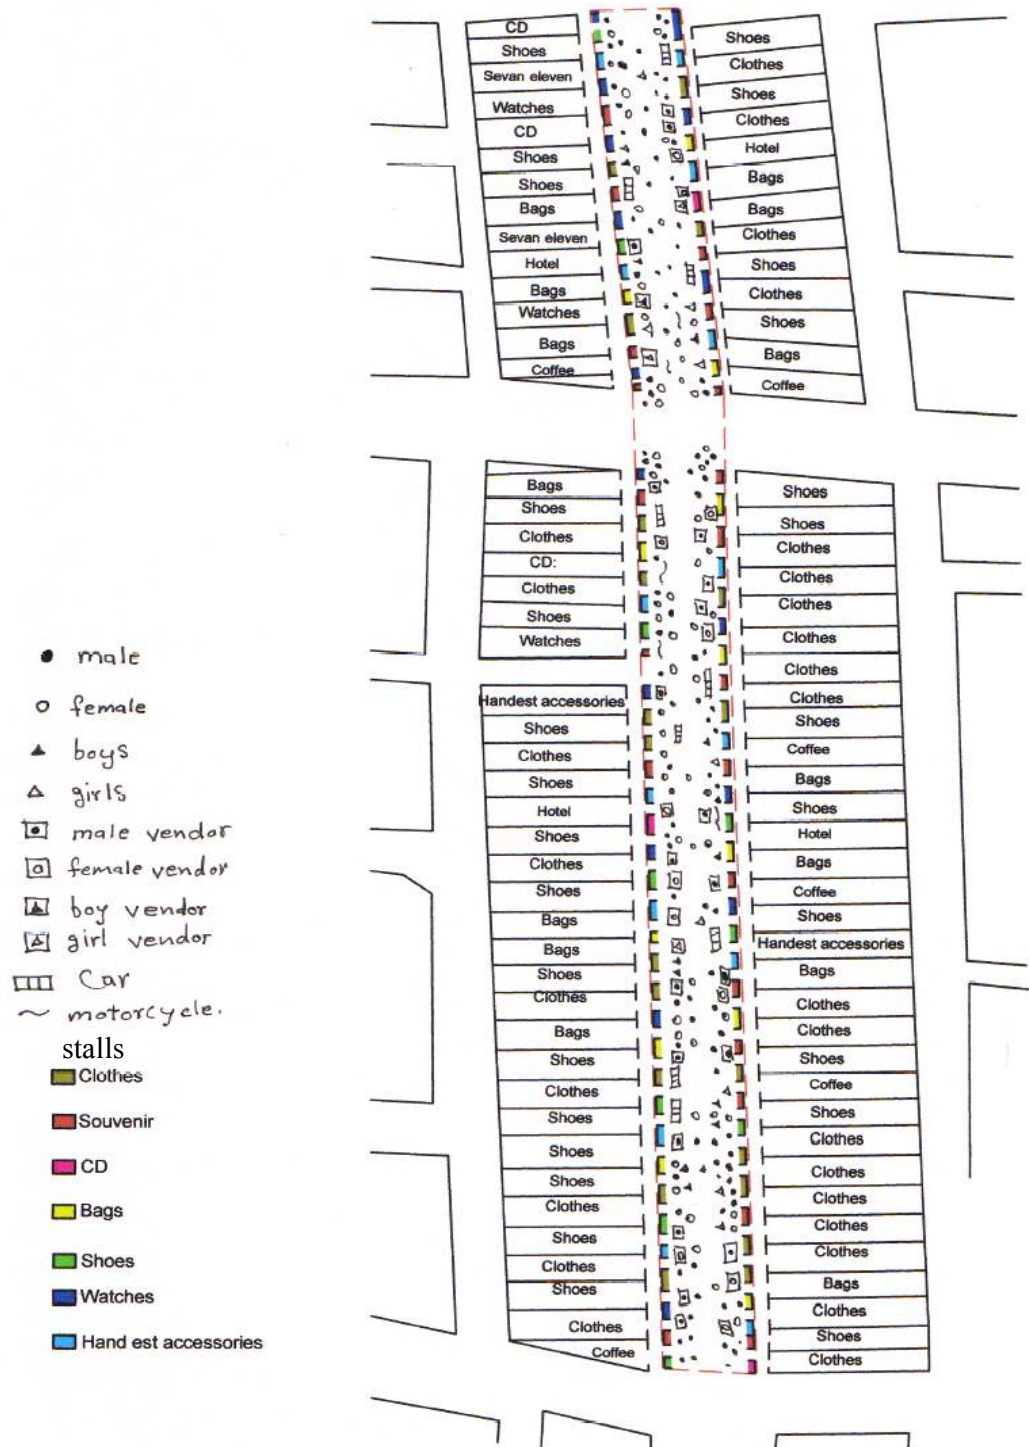 CD
Shoes
Sevan eleven
Watches
CD
Shoes
Shoes
Bags
Sevan eleven
Hotel
Bags
Watches
Bags
Coffee
Shoes
Clothes
Shoes
Clothes
Hotel
Bags
Bags
Clothes
Shoes
Clothes
Shoes
Bags
Coffee
Bags
Shoes
Clothes
CD:
Clothes
Shoes
Watches
Handest accessories
Shoes
Clothes
Shoes
Hotel
Shoes
Clothes
Shoes
Bags
Bags
Shoes
Clothes
Bags
Shoes
Clothes
Shoes
Shoes
Shoes
Clothes
Shoes
Clothes
Shoes
Clothes
Coffee
Shoes
Shoes
Clothes
Clothes
Clothes
Clothes
Clothes
Clothes
Shoes
Coffee
Bags
Shoes
Hotel
Bags
Coffee
Shoes
Handest accessories
Bags
Clothes
Clothes
Shoes
Coffee
Shoes
Clothes
Clothes
Clothes
Clothes
Clothes
Bags
Clothes
Shoes
Clothes
male
female
boys
girls
male vendor
female vendor
boy vendor
girl vendor
Car
motorcycle.
stalls
Clothes
Souvenir
CD
Bags
Shoes
Watches
Hand est accessories